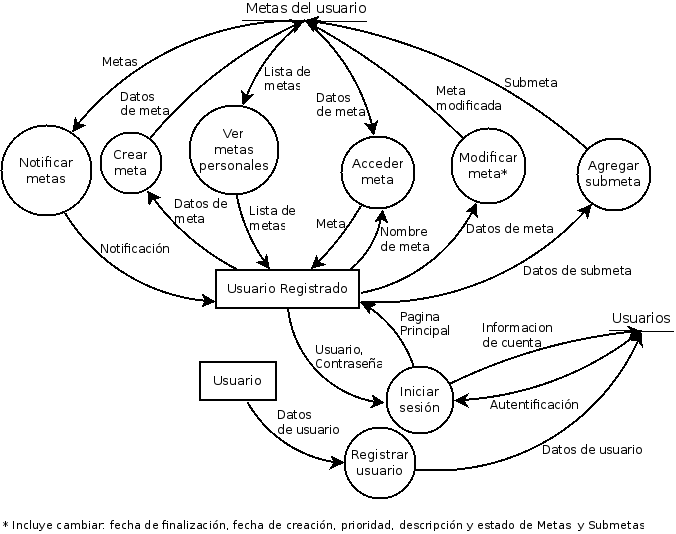 Metas del usuario
Metas
Datos
de meta
Lista de
metas
Datos
de meta
Meta
modificada
Submeta
Notificar
metas
Crear
meta
Ver
metas
personales
Acceder
meta
Modificar
meta*
Agregar
submeta
Notificación
Datos de
meta
Lista de
metas
Meta
Nombre
de meta
Datos de meta
Datos de submeta
Usuario Registrado
Usuario,
Contraseña
Pagina
Principal
Informacion
de cuenta
Usuarios
Usuario
Iniciar
sesión
Autentificación
Datos
de usuario
Registrar
usuario
Datos de usuario
* Incluye cambiar: fecha de finalización, fecha de creación, prioridad, descripción y estado de Metas y Submetas